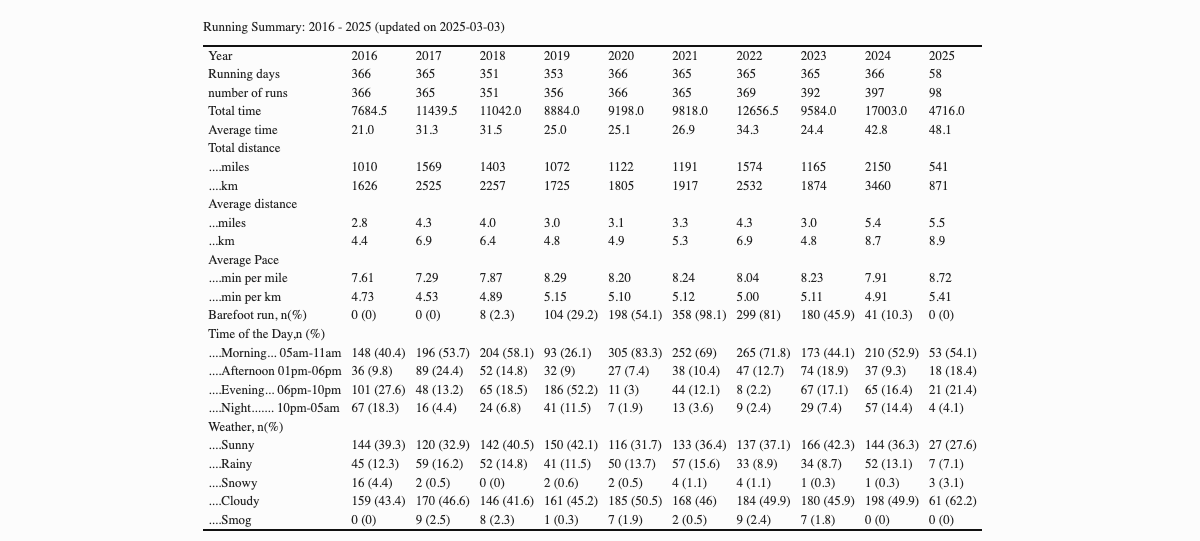 Running Summary: 2016 - 2025 (updated on 2025-03-03)
Year 2016 2017 2018 2019 2020 2021 2022 2023 2024 2025
Running days 366 365 351 353 366 365 365 365 366 58
number of runs 366 365 351 356 366 365 369 392 397 98
Total time 7684.5 11439.5 11042.0 8884.0 9198.0 9818.0 12656.5 9584.0 17003.0 4716.0
Average time 21.0 31.3 31.5 25.0 25.1 26.9 34.3 24.4 42.8 48.1
Total distance
....miles 1010 1569 1403 1072 1122 1191 1574 1165 2150 541
....km 1626 2525 2257 1725 1805 1917 2532 1874 3460 871
Average distance
...miles 2.8 4.3 4.0 3.0 3.1 3.3 4.3 3.0 5.4 5.5
...km 4.4 6.9 6.4 4.8 4.9 5.3 6.9 4.8 8.7 8.9
Average Pace
....min per mile 7.61 7.29 7.87 8.29 8.20 8.24 8.04 8.23 7.91 8.72
....min per km 4.73 4.53 4.89 5.15 5.10 5.12 5.00 5.11 4.91 5.41
Barefoot run, n(%) 0 (0) 0 (0) 8 (2.3) 104 (29.2) 198 (54.1) 358 (98.1) 299 (81) 180 (45.9) 41 (10.3) 0 (0)
Time of the Day,n (%)
....Morning... 05am-11am 148 (40.4) 196 (53.7) 204 (58.1) 93 (26.1) 305 (83.3) 252 (69) 265 (71.8) 173 (44.1) 210 (52.9) 53 (54.1)
....Afternoon 01pm-06pm 36 (9.8) 89 (24.4) 52 (14.8) 32 (9) 27 (7.4) 38 (10.4) 47 (12.7) 74 (18.9) 37 (9.3) 18 (18.4)
....Evening... 06pm-10pm 101 (27.6) 48 (13.2) 65 (18.5) 186 (52.2) 11 (3) 44 (12.1) 8 (2.2) 67 (17.1) 65 (16.4) 21 (21.4)
....Night....... 10pm-05am 67 (18.3) 16 (4.4) 24 (6.8) 41 (11.5) 7 (1.9) 13 (3.6) 9 (2.4) 29 (7.4) 57 (14.4) 4 (4.1)
Weather, n(%)
....Sunny 144 (39.3) 120 (32.9) 142 (40.5) 150 (42.1) 116 (31.7) 133 (36.4) 137 (37.1) 166 (42.3) 144 (36.3) 27 (27.6)
....Rainy 45 (12.3) 59 (16.2) 52 (14.8) 41 (11.5) 50 (13.7) 57 (15.6) 33 (8.9) 34 (8.7) 52 (13.1) 7 (7.1)
....Snowy 16 (4.4) 2 (0.5) 0 (0) 2 (0.6) 2 (0.5) 4 (1.1) 4 (1.1) 1 (0.3) 1 (0.3) 3 (3.1)
....Cloudy 159 (43.4) 170 (46.6) 146 (41.6) 161 (45.2) 185 (50.5) 168 (46) 184 (49.9) 180 (45.9) 198 (49.9) 61 (62.2)
....Smog 0 (0) 9 (2.5) 8 (2.3) 1 (0.3) 7 (1.9) 2 (0.5) 9 (2.4) 7 (1.8) 0 (0) 0 (0)